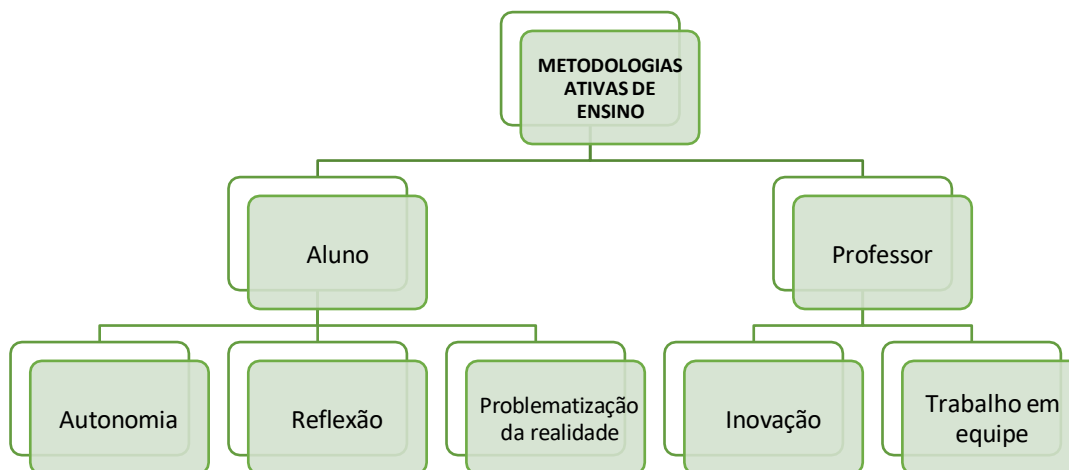 METODOLOGIAS
ATIVAS DE
ENSINO
Aluno
Professor
Autonomia
Reflexão
Problematização
da realidade
Inovação
Trabalho em
equipe